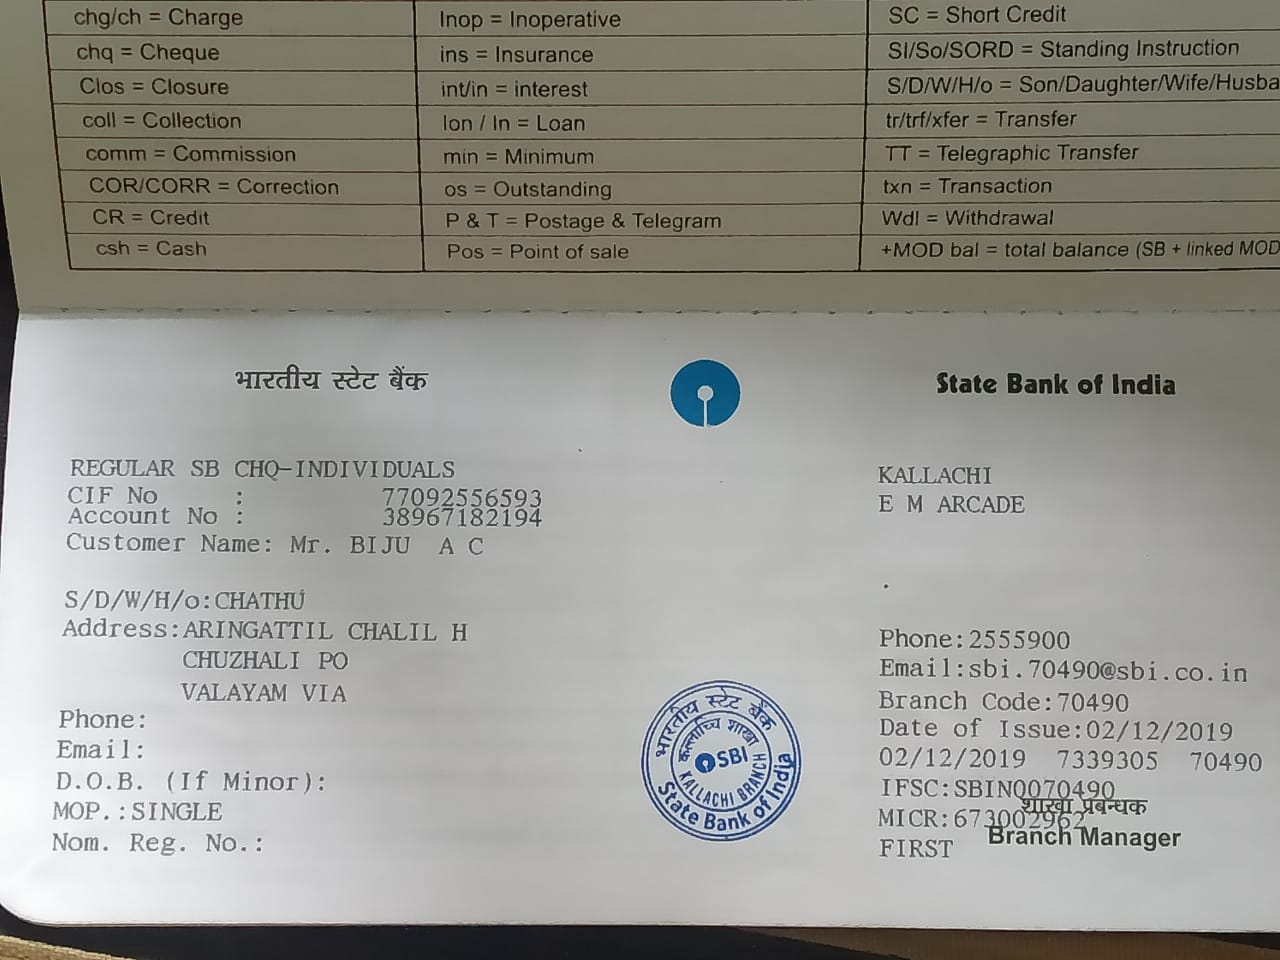 chg/ch = Charge
Inop = Inoperative
SC = Short Credit
chq = Cheque
ins = Insurance
SI/So/SORD = Standing Instruction
Clos = Closure
int/in = interest
S/D/W/H/o = Son/Daughter/Wife/Husba
coll = Collection
lon / ln = Loan
tr/trf/xfer = Transfer
comm = Commission
min = Minimum
TT = Telegraphic Transfer
COR/CORR = Correction
os = Outstanding
txn = Transaction
CR = Credit
P & T = Postage & Telegram
Wdl = Withdrawal
csh = Cash
Pos = Point of sale
+MOD bal = total balance (SB + linked MOD
भारतीय स्टेट बैंक
State Bank of India
REGULAR SB CHQ-INDIVIDUALS
CIF No : 77092556593
Account No : 38967182194
Customer Name: Mr. BIJU A C
S/D/W/H/o:CHATHU
Address:ARINGATTIL CHALIL H
CHUZHALI PO
VALAYAM VIA
Phone:
Email:
D.O.B. (If Minor):
MOP.:SINGLE
Nom. Reg. No.:
भारतीय स्टेट बैंक
कल्लाच्चि शाखा
SBI
KALLACHI BRANCH
State Bank of India
KALLACHI
E M ARCADE
Phone:2555900
Email:sbi.70490@sbi.co.in
Branch Code:70490
Date of Issue:02/12/2019
02/12/2019 7339305 70490
IFSC:SBIN0070490
शाखा प्रबन्धक
MICR:673002962
Branch Manager
FIRST